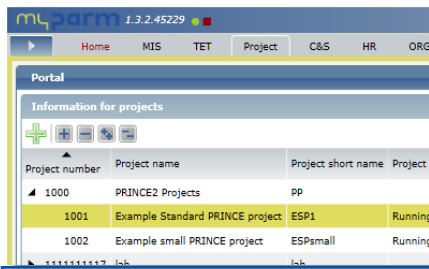 myparm 1.3.2.45229
Home MIS TET Project C&S HR ORG
Portal
Information for projects
Project number Project name Project short name Project
1000 PRINCE2 Projects PP
1001 Example Standard PRINCE project ESP1 Running
1002 Example small PRINCE project ESPsmall Running